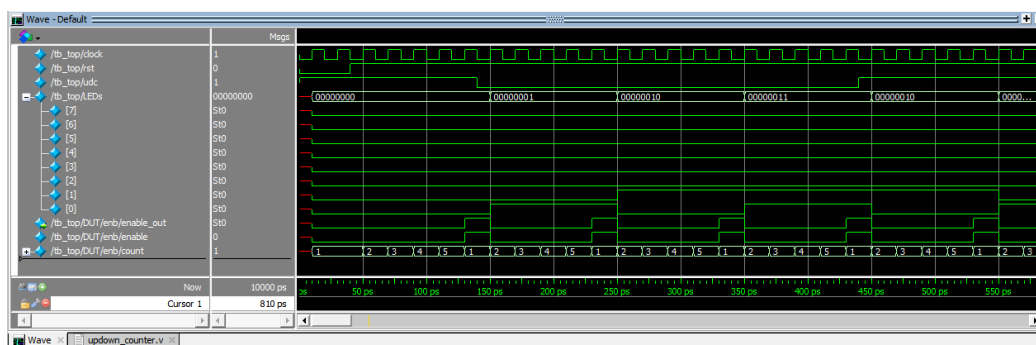 Wave - Default
Msgs
/tb_top/clock 1
/tb_top/rst 0
/tb_top/udc 1
/tb_top/LEDs 00000000 00000000 00000001 00000010 00000011 00000010 0000...
[7] St0
[6] St0
[5] St0
[4] St0
[3] St0
[2] St0
[1] St0
[0] St0
/tb_top/DUT/enb/enable_out St0
/tb_top/DUT/enb/enable 0
/tb_top/DUT/enb/count 1 1 2 3 4 5 1 2 3 4 5 1 2 3 4 5 1 2 3 4 5 1 2 3 4 5 1 2 3
Now 10000 ps ps 50 ps 100 ps 150 ps 200 ps 250 ps 300 ps 350 ps 400 ps 450 ps 500 ps 550 ps
Cursor 1 810 ps
Wave updown_counter.v